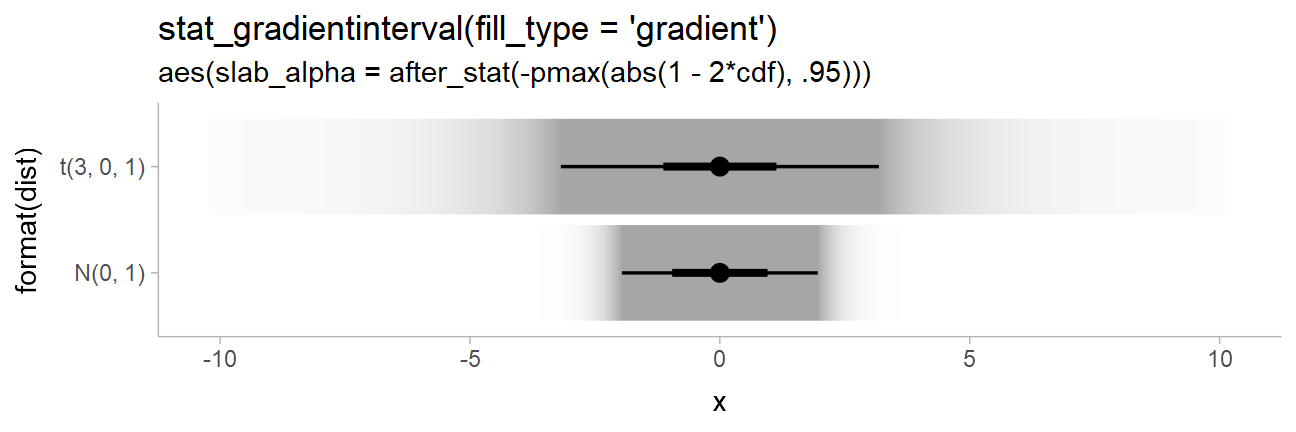 stat_gradientinterval(fill_type = 'gradient')
aes(slab_alpha = after_stat(-pmax(abs(1 - 2*cdf), .95)))
format(dist)
t(3, 0, 1)
N(0, 1)
-10 -5 0 5 10
x